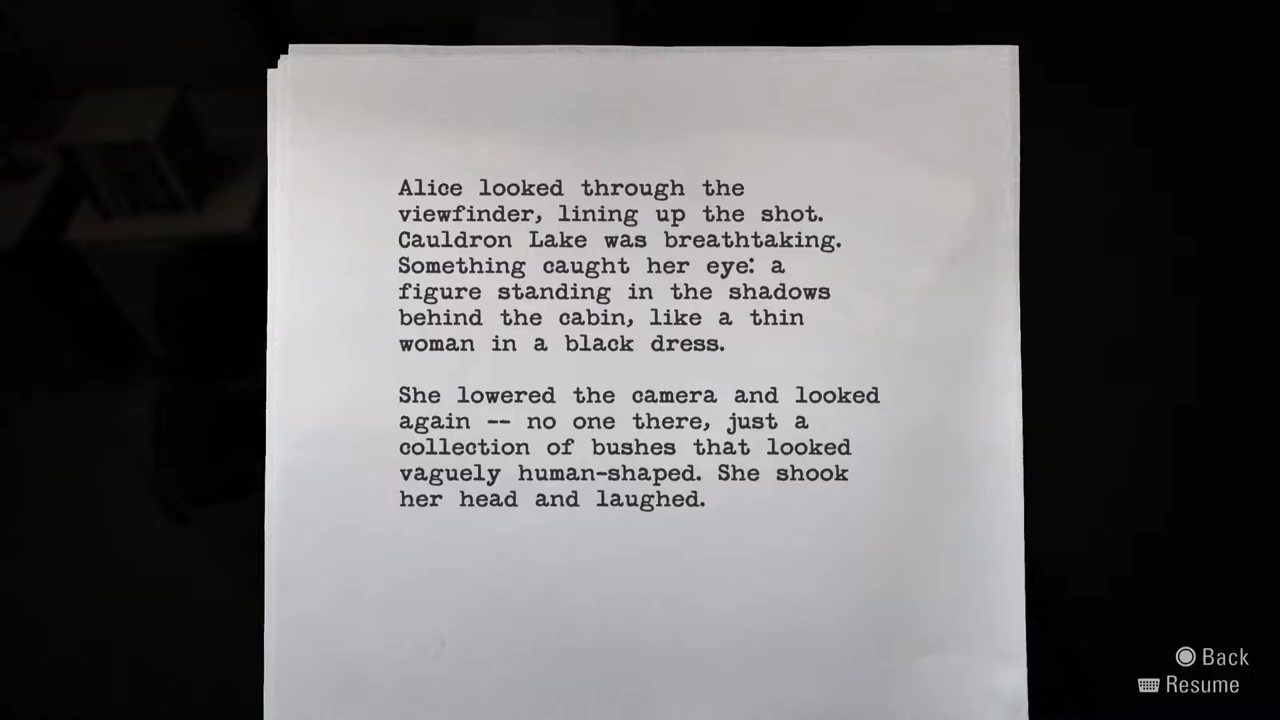 Alice looked through the
viewfinder, lining up the shot.
Cauldron Lake was breathtaking.
Something caught her eye: a
figure standing in the shadows
behind the cabin, like a thin
woman in a black dress.
She lowered the camera and looked
again -- no one there, just a
collection of bushes that looked
vaguely human-shaped. She shook
her head and laughed.
Back
Resume